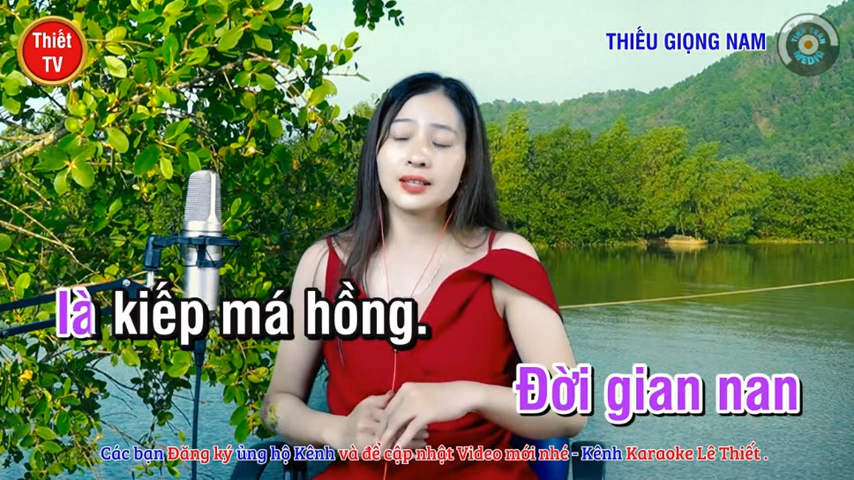 Thiết
TV
THIẾU GIỌNG NAM
MEDIA
là kiếp má hồng.
Đời gian nan
Các bạn Đăng ký ủng hộ Kênh và để cập nhật Video mới nhé - Kênh Karaoke Lê Thiết .